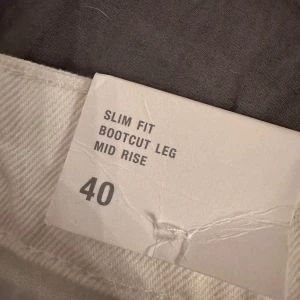 SLIM FIT
BOOTCUT LEG
MID RISE
40